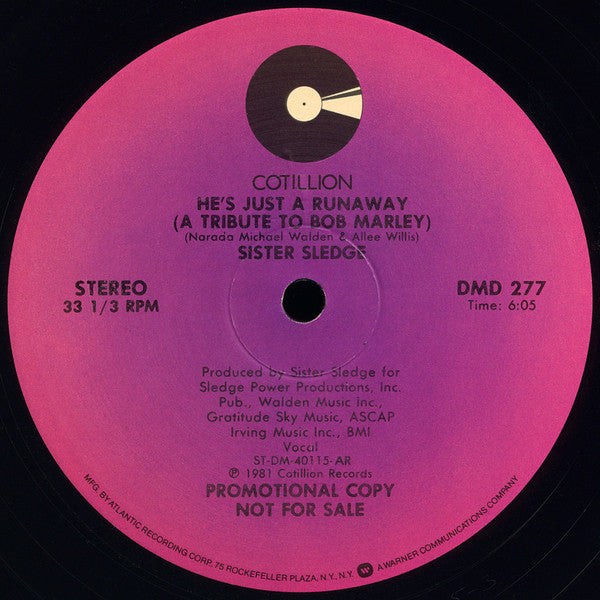 COTILLION
HE'S JUST A RUNAWAY
(A TRIBUTE TO BOB MARLEY)
(Narada Michael Walden & Allee Willis)
SISTER SLEDGE
STEREO
33 1/3 RPM
DMD 277
Time: 6:05
Produced by Sister Sledge for
Sledge Power Productions, Inc.
Pub., Walden Music Inc.,
Gratitude Sky Music, ASCAP
Irving Music Inc., BMI
Vocal
ST-DM-40115-AR
℗ 1981 Cotillion Records
PROMOTIONAL COPY
NOT FOR SALE
MFG. BY ATLANTIC RECORDING CORP., 75 ROCKEFELLER PLAZA, N.Y., N.Y. A WARNER COMMUNICATIONS COMPANY